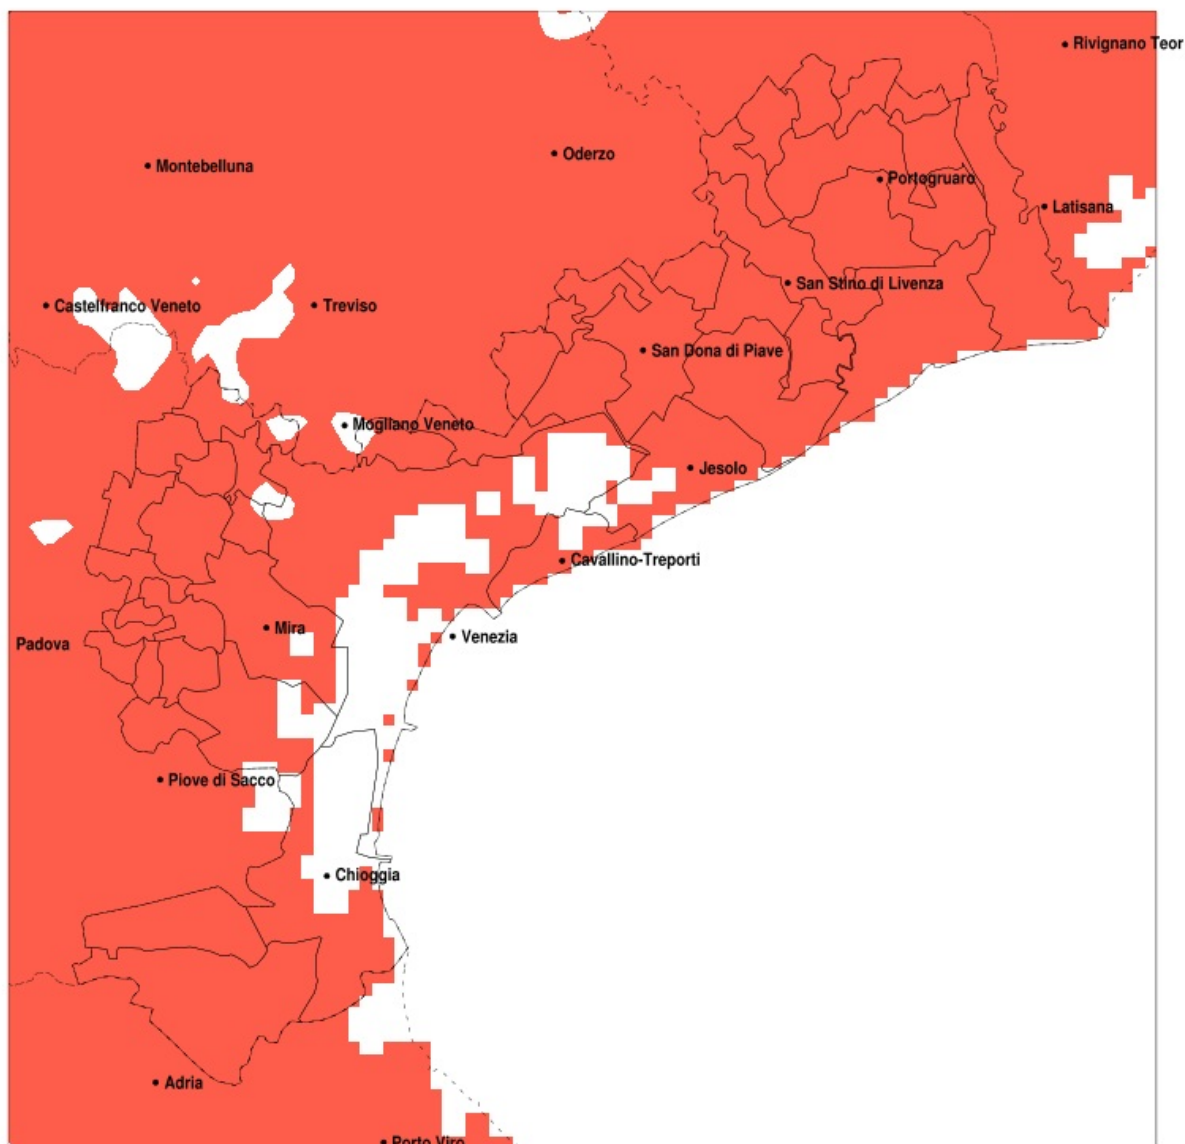 Rivignano Teor
Oderzo
Montebelluna
Portogruaro
Latisana
San Stino di Livenza
Castelfranco Veneto
Treviso
San Dona di Piave
Mogliano Veneto
Jesolo
Cavallino-Treporti
Mira
Venezia
Padova
Piove di Sacco
Chioggia
Adria
Porto Viro